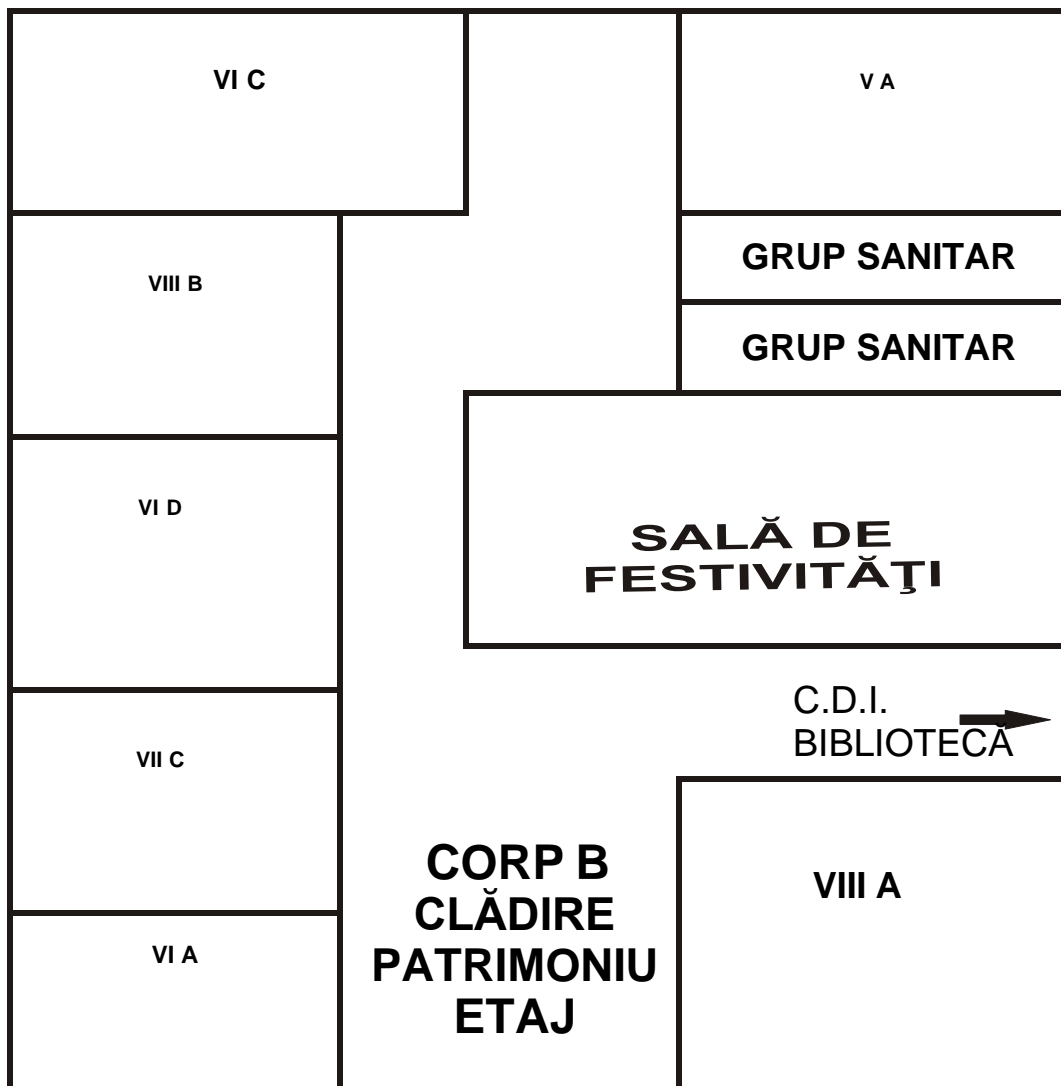 VI C
V A
GRUP SANITAR
VIII B
GRUP SANITAR
VI D
SALĂ DE
FESTIVITĂŢI
C.D.I.
BIBLIOTECĂ
VII C
CORP B
CLĂDIRE
PATRIMONIU
ETAJ
VIII A
VI A